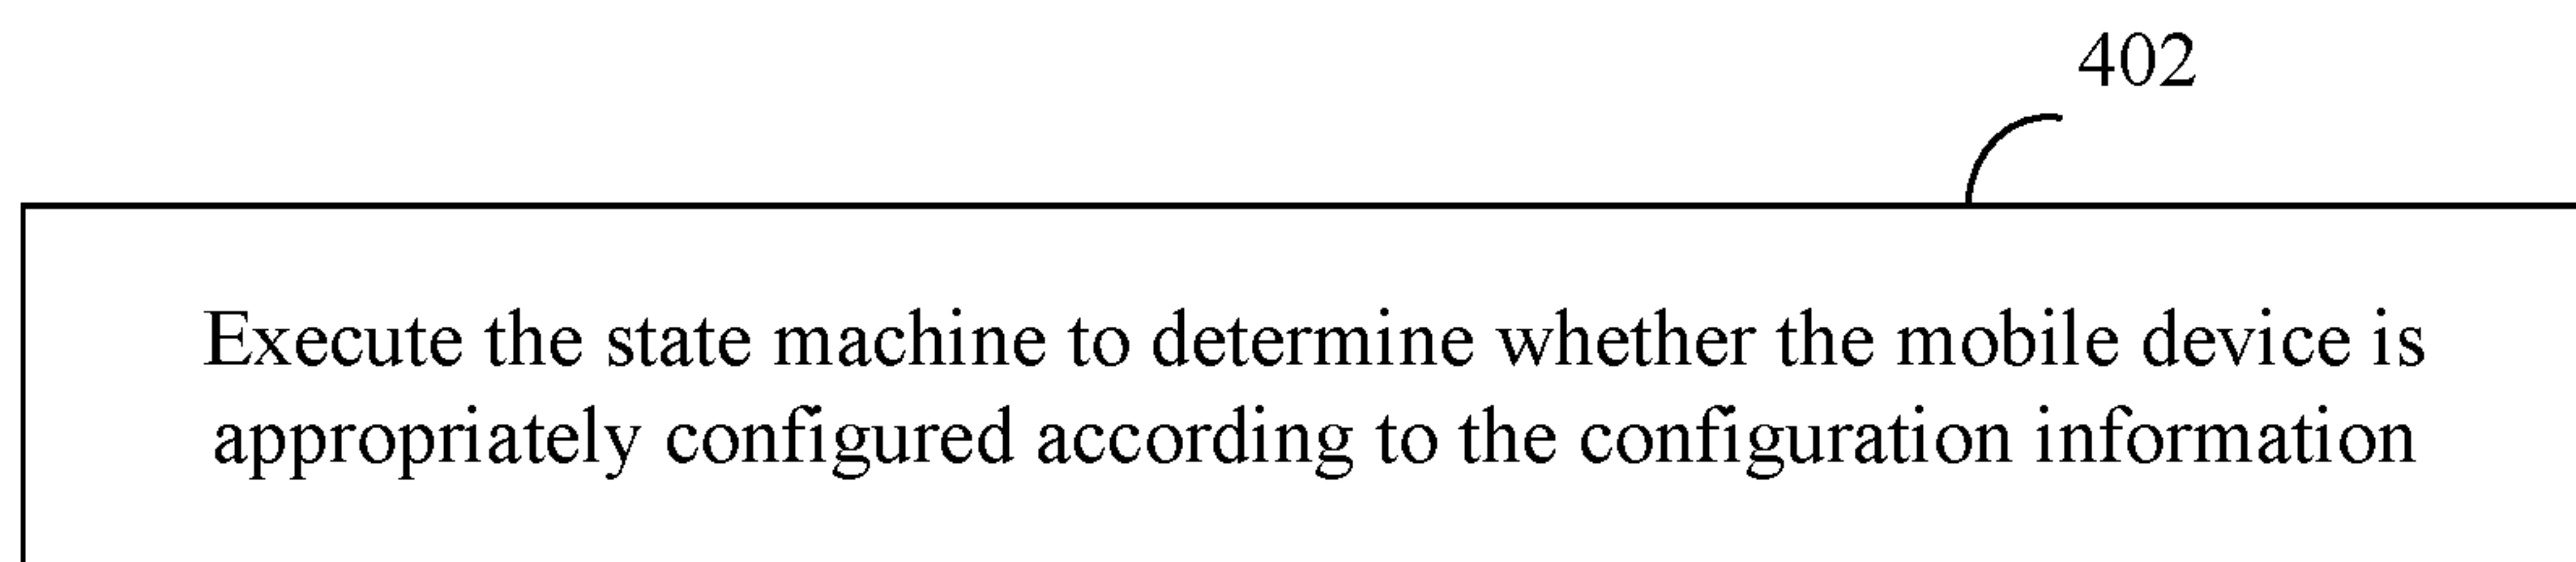 402
Execute the state machine to determine whether the mobile device is
appropriately configured according to the configuration information